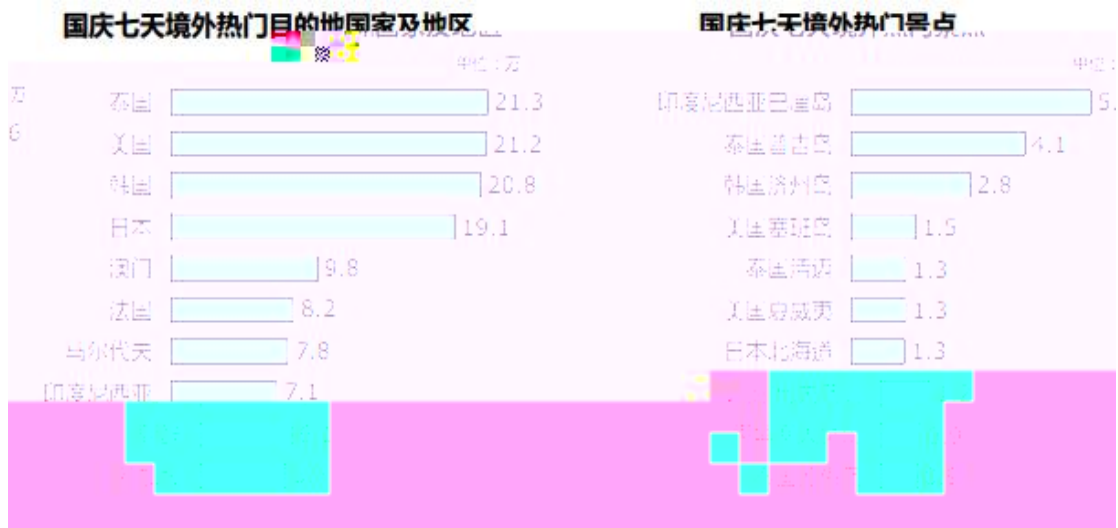 国庆七天境外热门目的地国家及地区
单位：万
泰国 21.3
美国 21.2
韩国 20.8
日本 19.1
澳门 9.8
法国 8.2
马尔代夫 7.8
印度尼西亚 7.1
万
国庆七天境外热门景点
单位：
印度尼西亚巴厘岛 5.
泰国普吉岛 4.1
韩国济州岛 2.8
美国塞班岛 1.5
泰国清迈 1.3
美国夏威夷 1.3
日本北海道 1.3